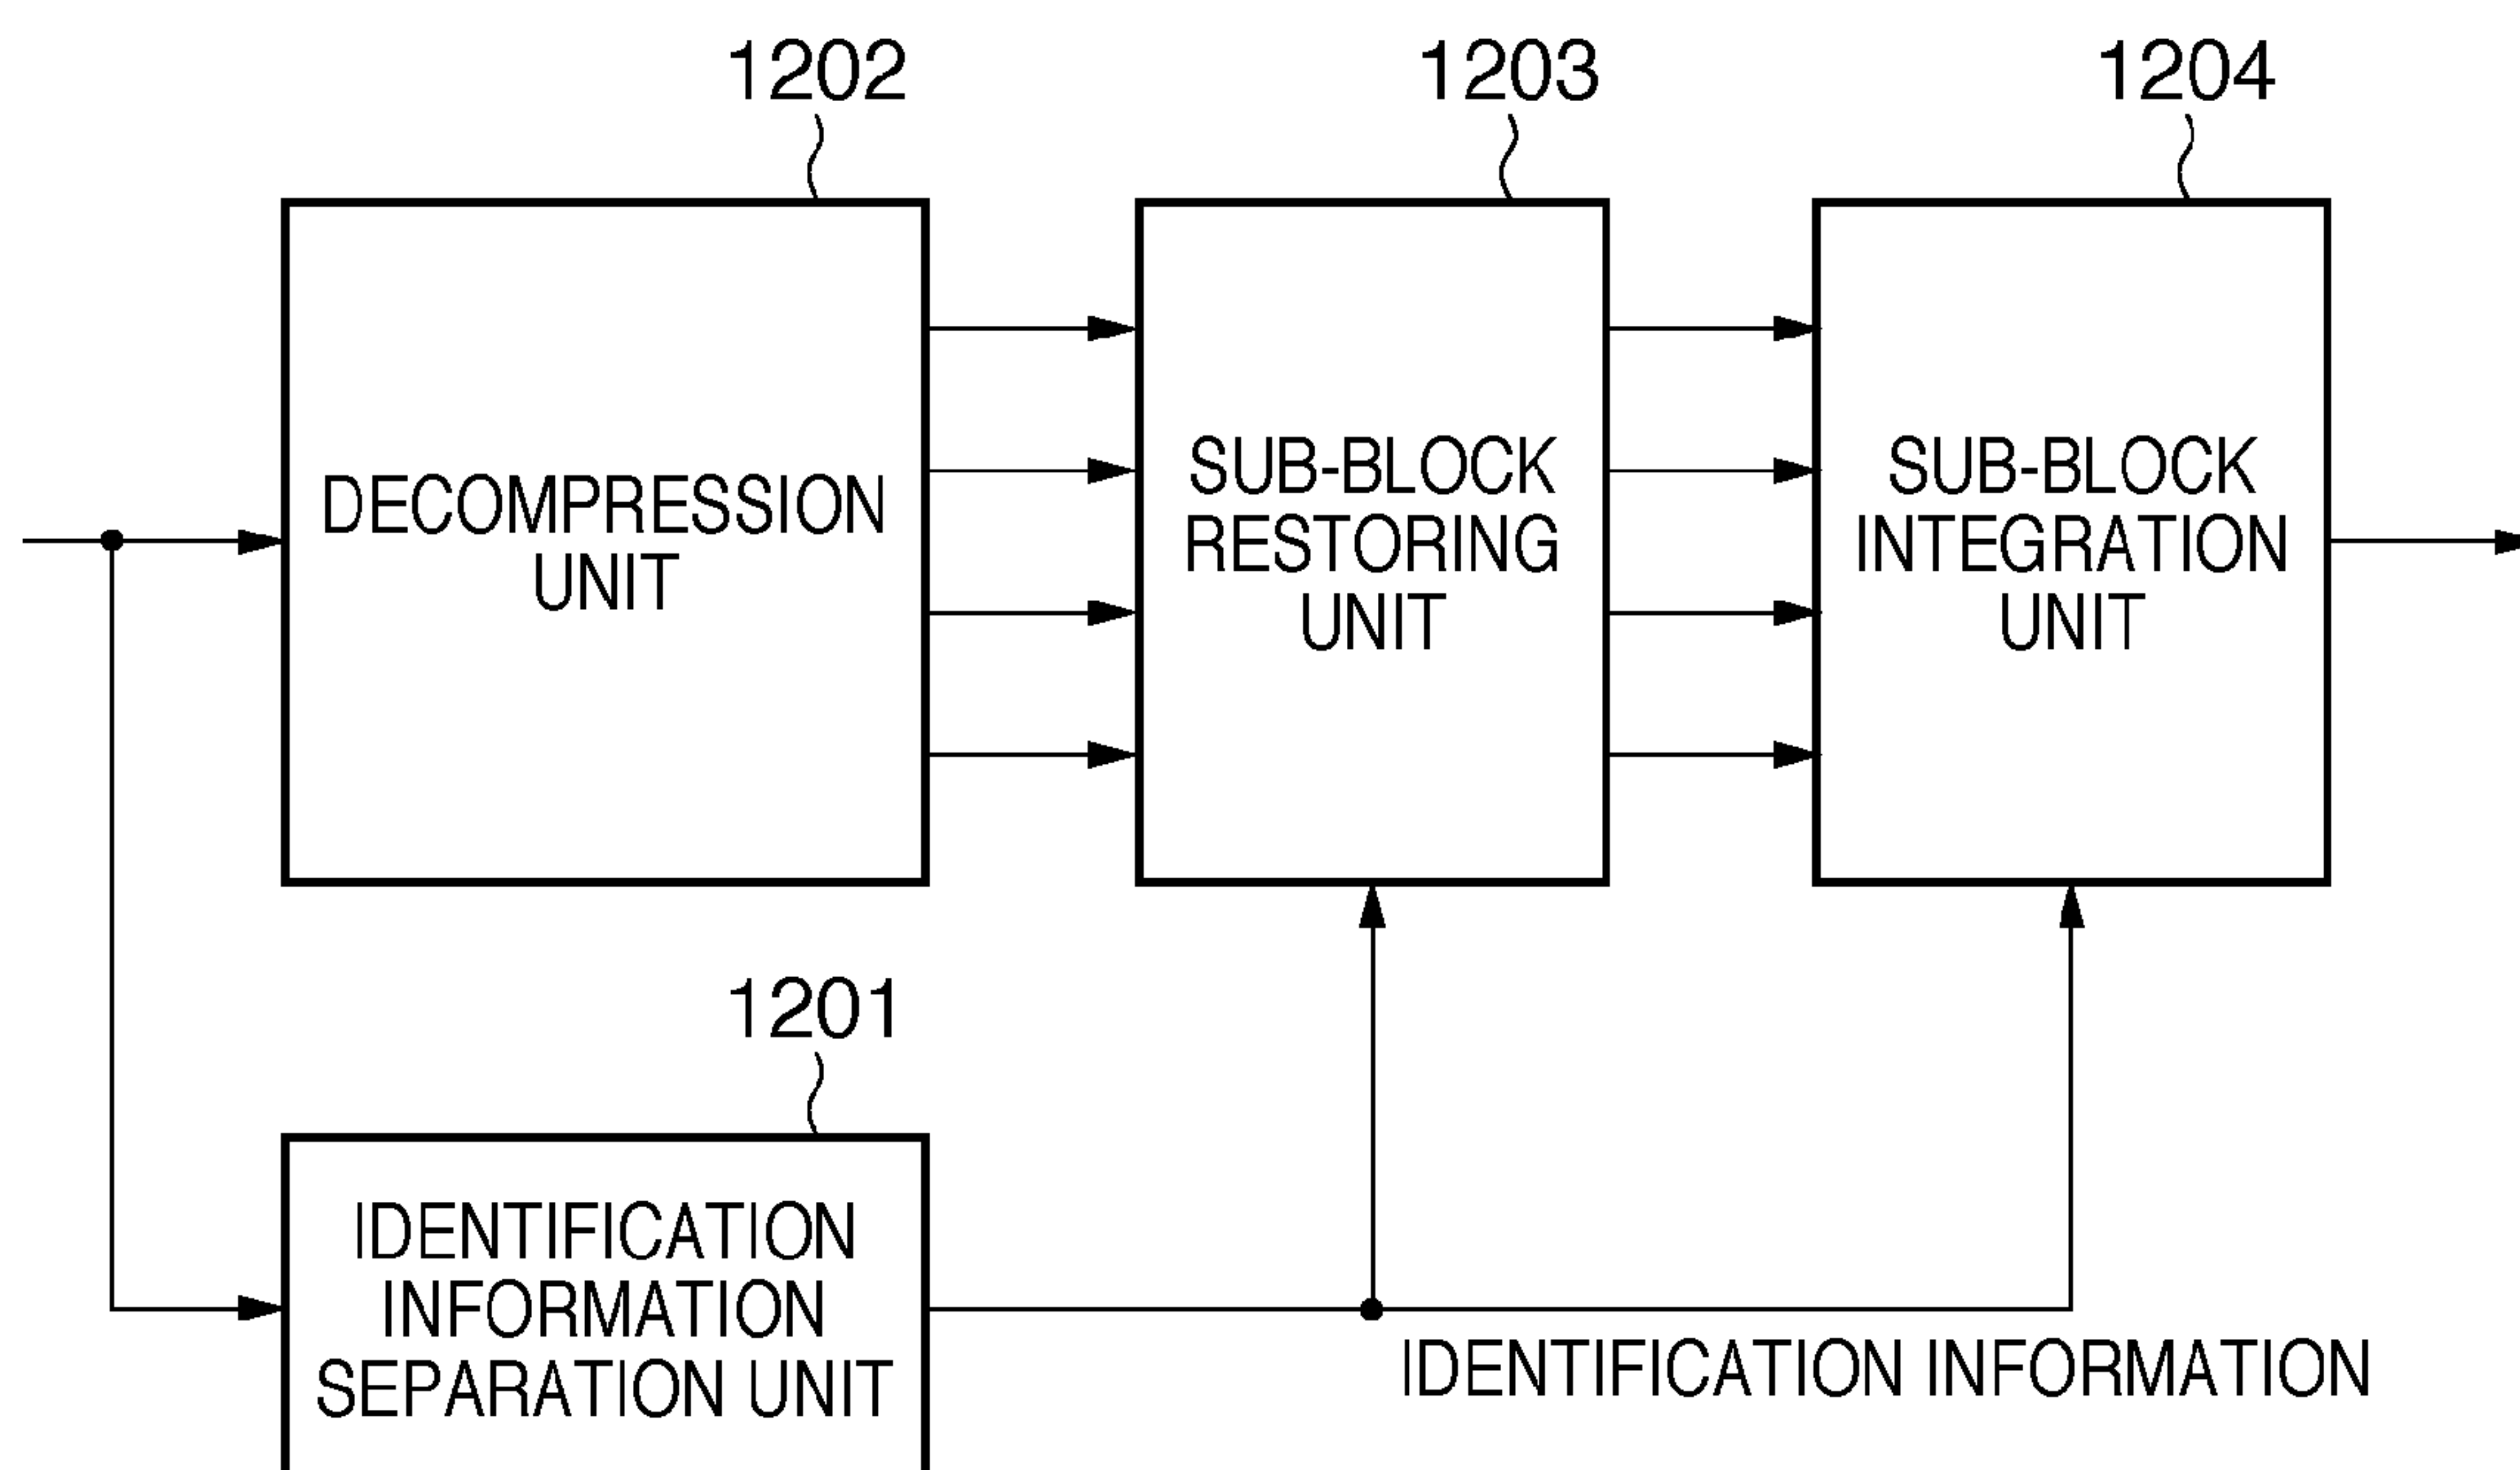 1202
1203
1204
DECOMPRESSION
UNIT
SUB-BLOCK
RESTORING
UNIT
SUB-BLOCK
INTEGRATION
UNIT
1201
IDENTIFICATION
INFORMATION
SEPARATION UNIT
IDENTIFICATION INFORMATION